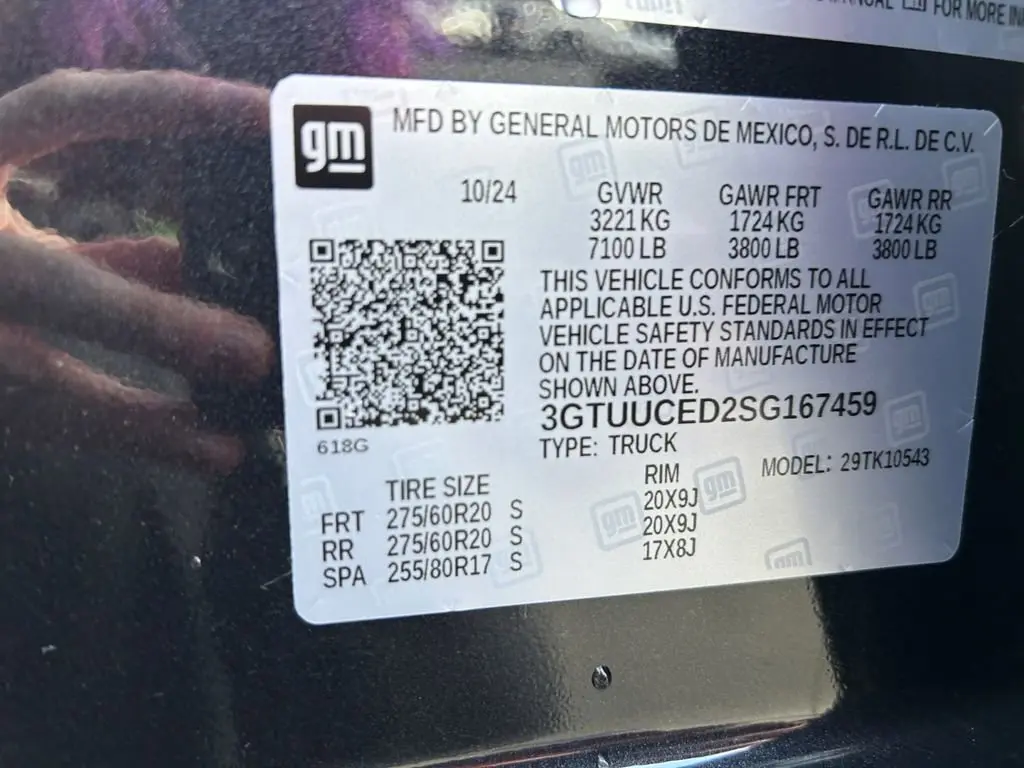 FOR MORE
gm
MFD BY GENERAL MOTORS DE MEXICO, S. DE R.L. DE C.V.
10/24 GVWR GAWR FRT GAWR RR
3221 KG 1724 KG 1724 KG
7100 LB 3800 LB 3800 LB
THIS VEHICLE CONFORMS TO ALL
APPLICABLE U.S. FEDERAL MOTOR
VEHICLE SAFETY STANDARDS IN EFFECT
ON THE DATE OF MANUFACTURE
SHOWN ABOVE.
3GTUUCED2SG167459
618G
TYPE: TRUCK
MODEL: 29TK10543
TIRE SIZE RIM
FRT 275/60R20 S 20X9J
RR 275/60R20 S 20X9J
SPA 255/80R17 S 17X8J